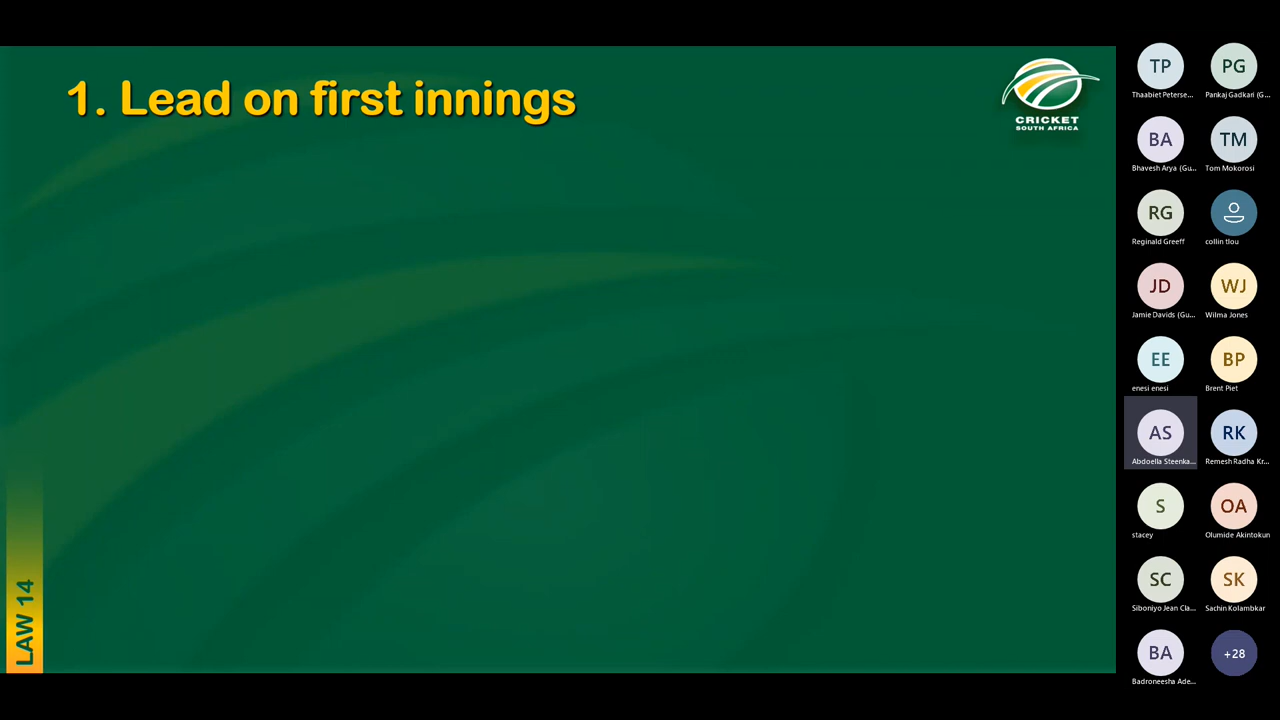 1. Lead on first innings
CRICKET
SOUTH AFRICA
LAW 14
TP
Thaabiet Peterse...
PG
Pankaj Gadkari (G...
BA
Bhavesh Arya (Gu...
TM
Tom Mokorosi
RG
Reginald Greeff
collin tlou
JD
Jamie Davids (Gu...
WJ
Wilma Jones
EE
enesi enesi
BP
Brent Piet
AS
Abdoella Steenka...
RK
Remesh Radha Kr...
S
stacey
OA
Olumide Akintokun
SC
Siboniyo Jean Cla...
SK
Sachin Kolambkar
BA
Badroneesha Ade...
+28